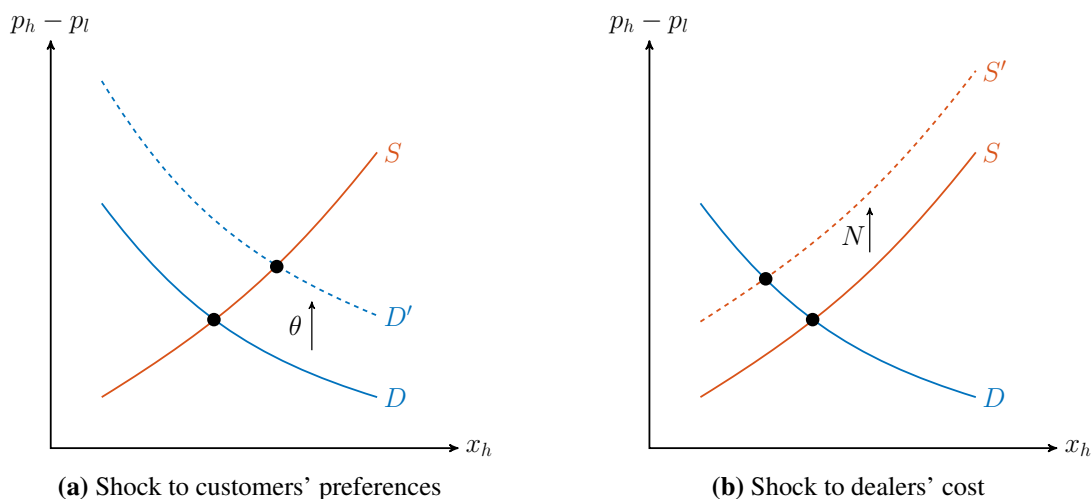 p_h − p_l
S
D′
θ
D
x_h
(a) Shock to customers’ preferences
p_h − p_l
S′
S
N
D
x_h
(b) Shock to dealers’ cost